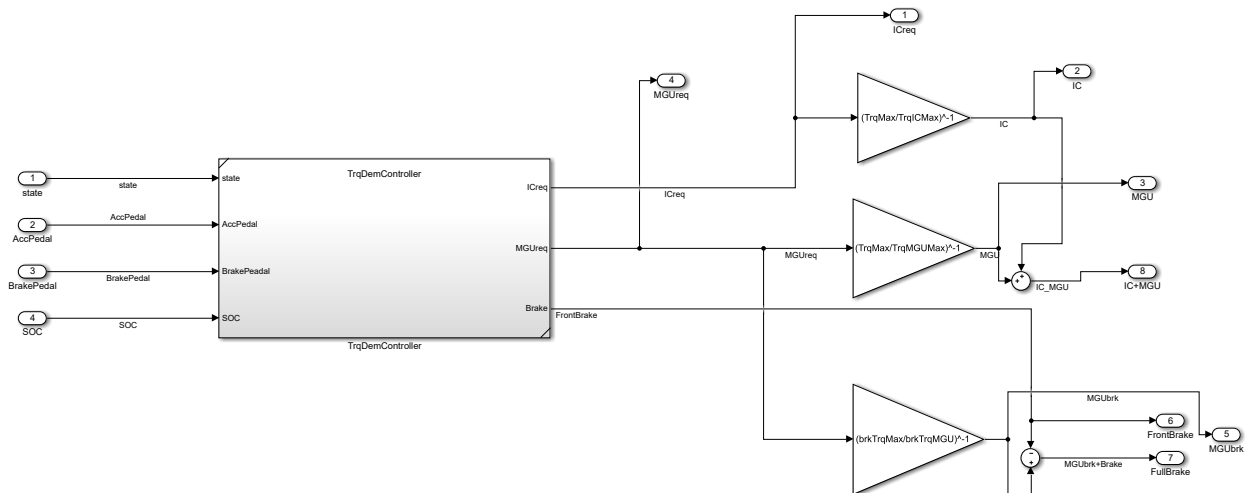 1
ICreq
2
IC
4
MGUreq
(TrqMax/TrqICMax)^-1
IC
TrqDemController
1
state
state
state
ICreq
ICreq
3
MGU
2
AccPedal
AccPedal
AccPedal
MGUreq
MGUreq
(TrqMax/TrqMGUMax)^-1
MGU
+
+
IC_MGU
8
IC+MGU
3
BrakePedal
BrakePedal
BrakePeadal
4
SOC
SOC
SOC
Brake
FrontBrake
TrqDemController
MGUbrk
6
FrontBrake
5
MGUbrk
(brkTrqMax/brkTrqMGU)^-1
−
+
MGUbrk+Brake
7
FullBrake